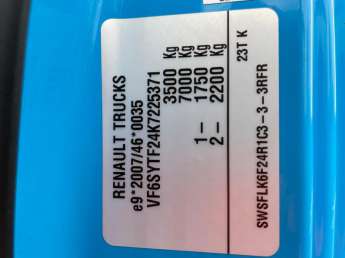 RENAULT TRUCKS
e9*2007/46*0035
VF6SYTF24K7225371
3500 Kg
7000 Kg
1- 1750 Kg
2- 2200 Kg
SWSFLK6F24R1C3-3-3RFR
23T K